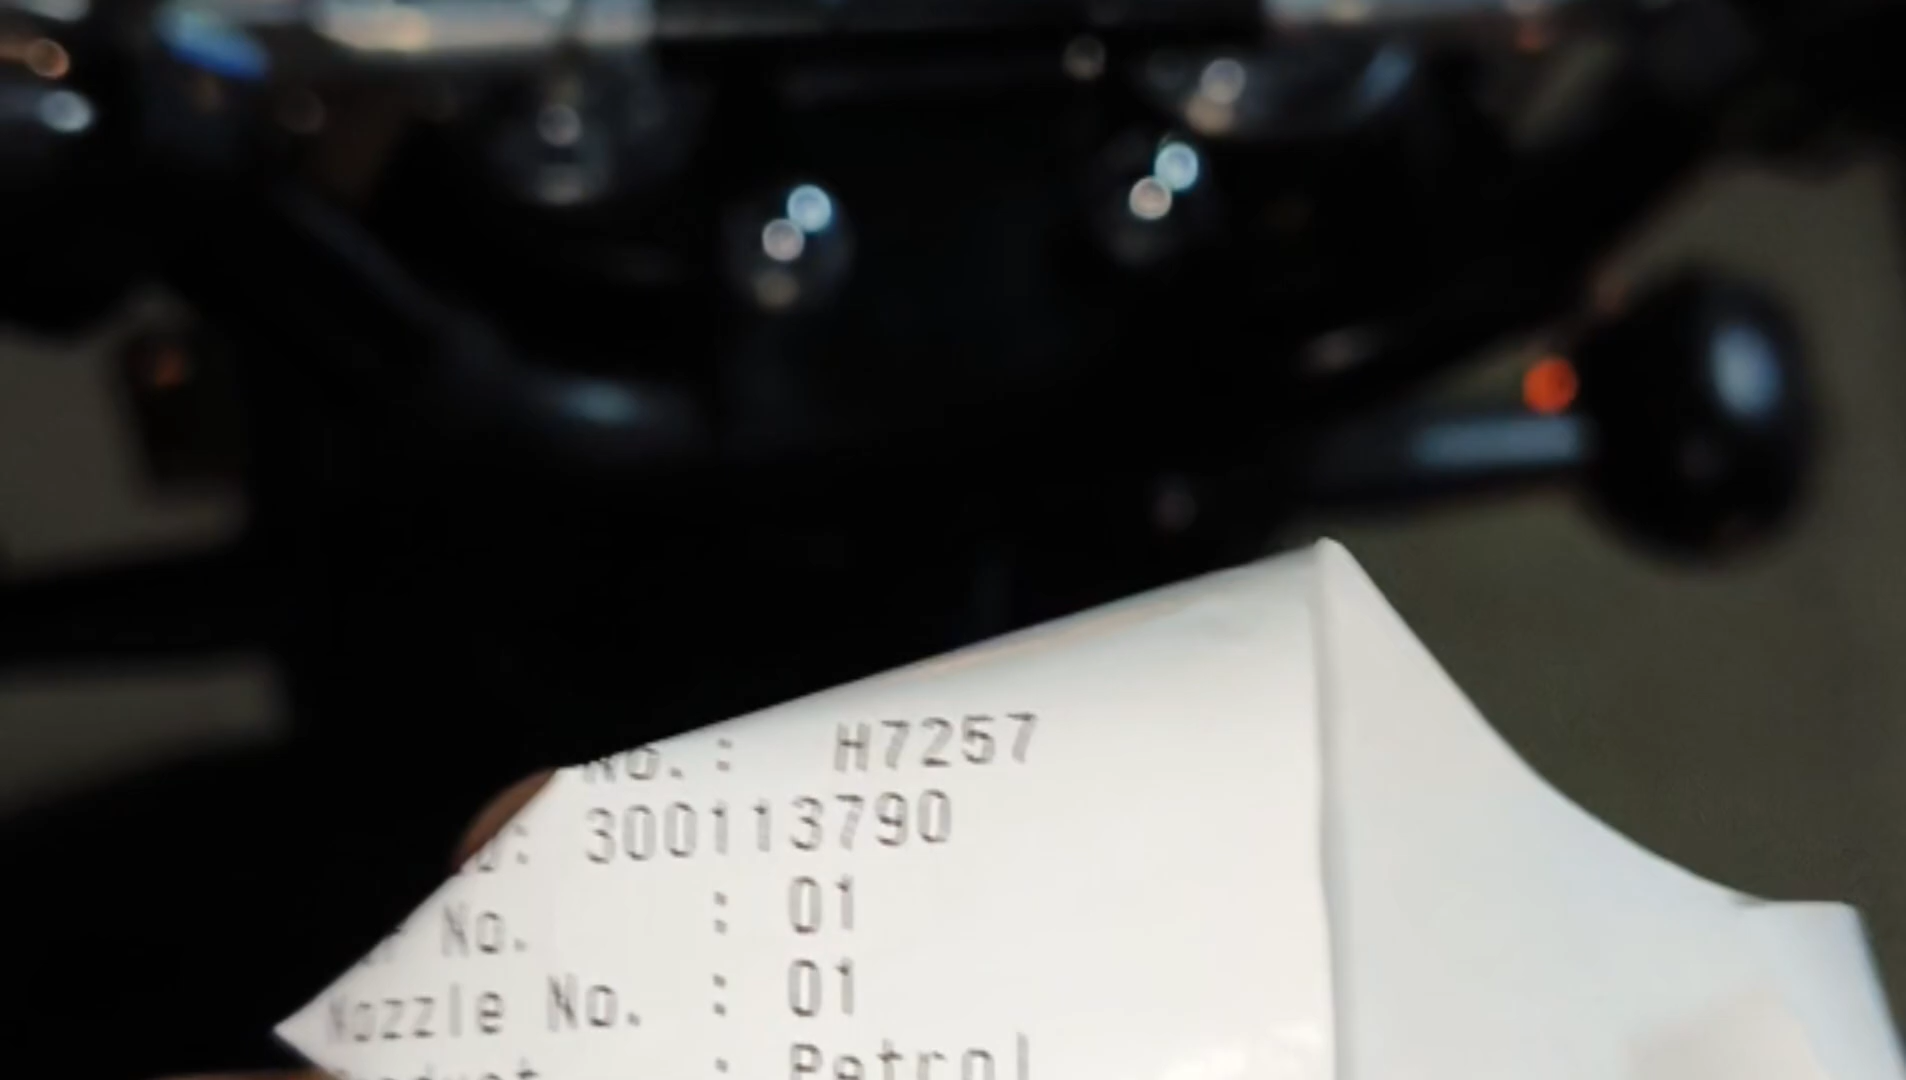 No.: H7257
: 300113790
No. : 01
Nozzle No. : 01
: Petrol